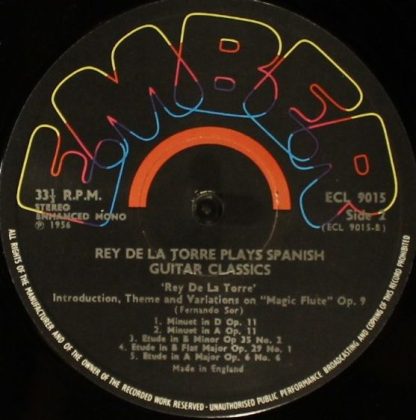 EMBER
33⅓ R.P.M.
STEREO
ENHANCED MONO
℗ 1956
ECL 9015
Side 2
(ECL 9015-B)
REY DE LA TORRE PLAYS SPANISH
GUITAR CLASSICS
'Rey De La Torre'
Introduction, Theme and Variations on "Magic Flute" Op. 9
(Fernando Sor)
1. Minuet in D Op. 11
2. Minuet in A Op. 11
3. Etude in B Minor Op 35 No. 2
4. Etude in B Flat Major Op. 29 No. 1
5. Etude in A Major Op. 6 No. 6
Made in England
ALL RIGHTS OF THE MANUFACTURER AND OF THE OWNER OF THE RECORDED WORK RESERVED - UNAUTHORISED PUBLIC PERFORMANCE BROADCASTING AND COPYING OF THIS RECORD PROHIBITED